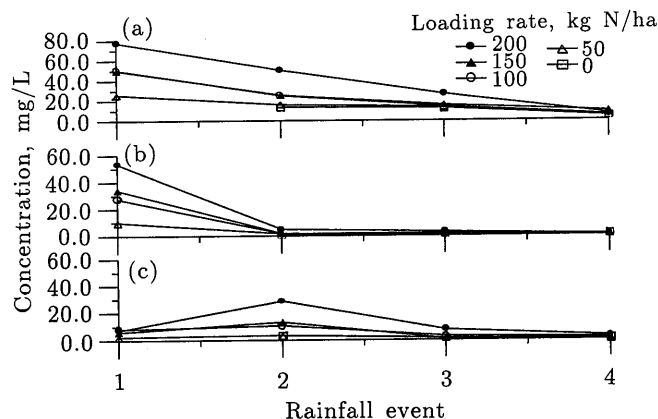 Loading rate, kg N/ha
200 50
150 0
100
Concentration, mg/L
(a)
80.0
60.0
40.0
20.0
0.0
(b)
60.0
40.0
20.0
0.0
(c)
60.0
40.0
20.0
0.0
1 2 3 4
Rainfall event